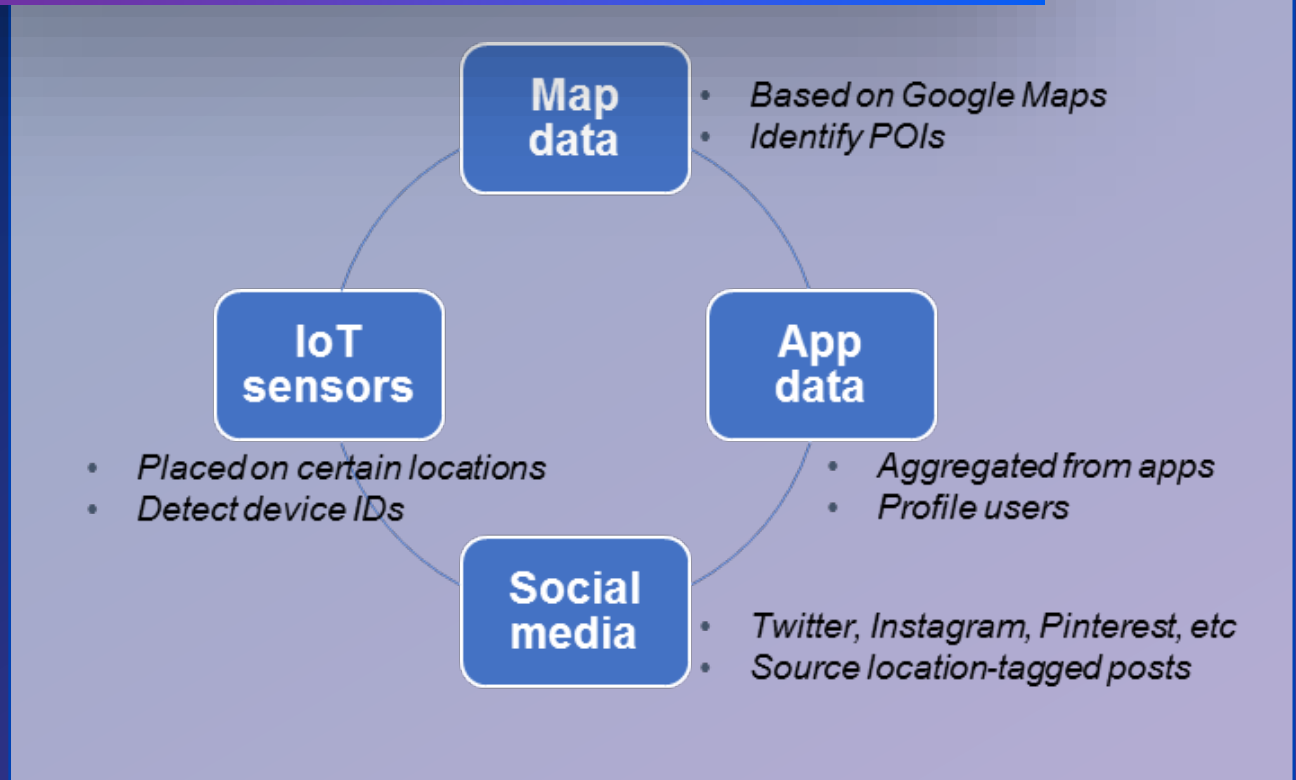 Map
data
• Based on Google Maps
• Identify POIs
IoT
sensors
• Placed on certain locations
• Detect device IDs
App
data
• Aggregated from apps
• Profile users
Social
media
• Twitter, Instagram, Pinterest, etc
• Source location-tagged posts